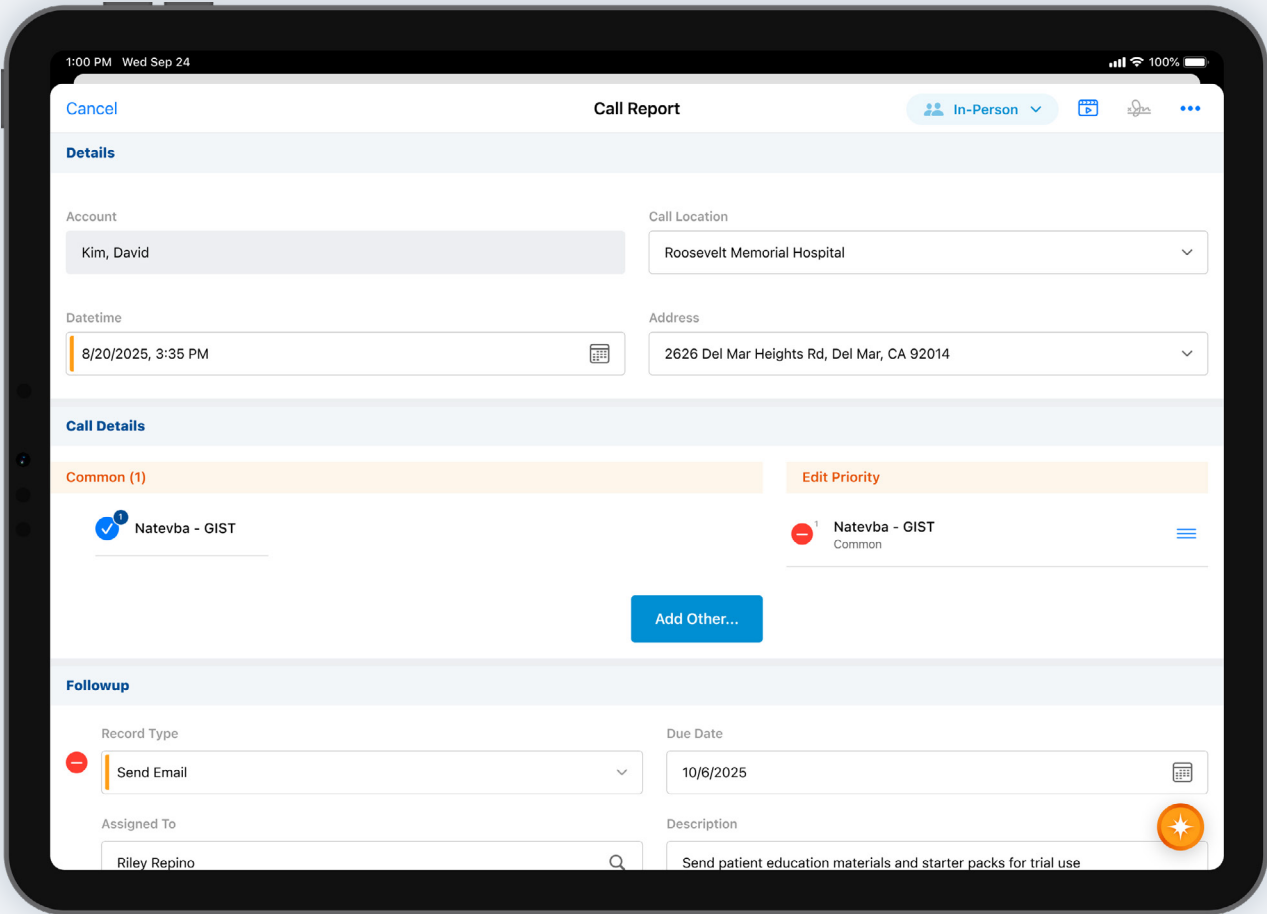 1:00 PM Wed Sep 24 100%
Cancel Call Report In-Person
Details
Account Call Location
Kim, David Roosevelt Memorial Hospital
Datetime Address
8/20/2025, 3:35 PM 2626 Del Mar Heights Rd, Del Mar, CA 92014
Call Details
Common (1) Edit Priority
1
Natevba - GIST
1
Natevba - GIST
Common
Add Other...
Followup
Record Type Due Date
Send Email 10/6/2025
Assigned To Description
Riley Repino Send patient education materials and starter packs for trial use